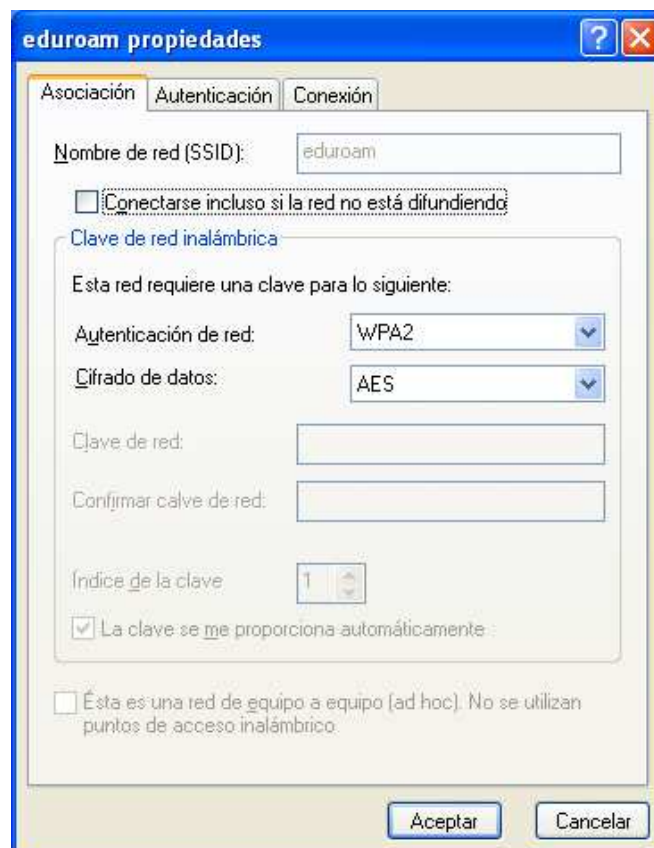 eduroam propiedades
Asociación Autenticación Conexión
Nombre de red (SSID): eduroam
Conectarse incluso si la red no está difundiendo
Clave de red inalámbrica
Esta red requiere una clave para lo siguiente:
Autenticación de red: WPA2
Cifrado de datos: AES
Clave de red:
Confirmar calve de red:
Índice de la clave 1
La clave se me proporciona automáticamente
Ésta es una red de equipo a equipo (ad hoc). No se utilizan
puntos de acceso inalámbrico
Aceptar Cancelar